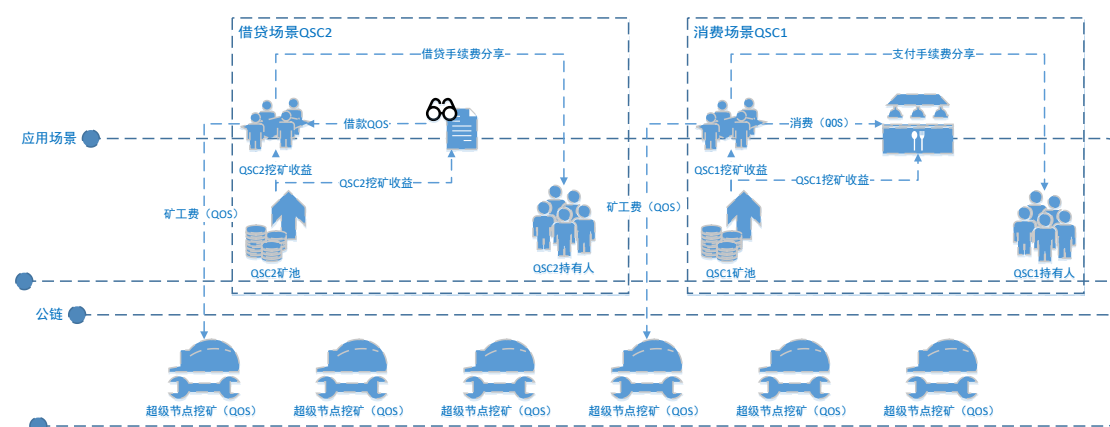 借贷场景QSC2
消费场景QSC1
借贷手续费分享
支付手续费分享
应用场景
借款QOS
消费（QOS）
QSC2挖矿收益
QSC2挖矿收益
QSC1挖矿收益
QSC1挖矿收益
矿工费（QOS）
矿工费（QOS）
QSC2矿池
QSC2持有人
QSC1矿池
QSC1持有人
公链
超级节点挖矿（QOS）
超级节点挖矿（QOS）
超级节点挖矿（QOS）
超级节点挖矿（QOS）
超级节点挖矿（QOS）
超级节点挖矿（QOS）